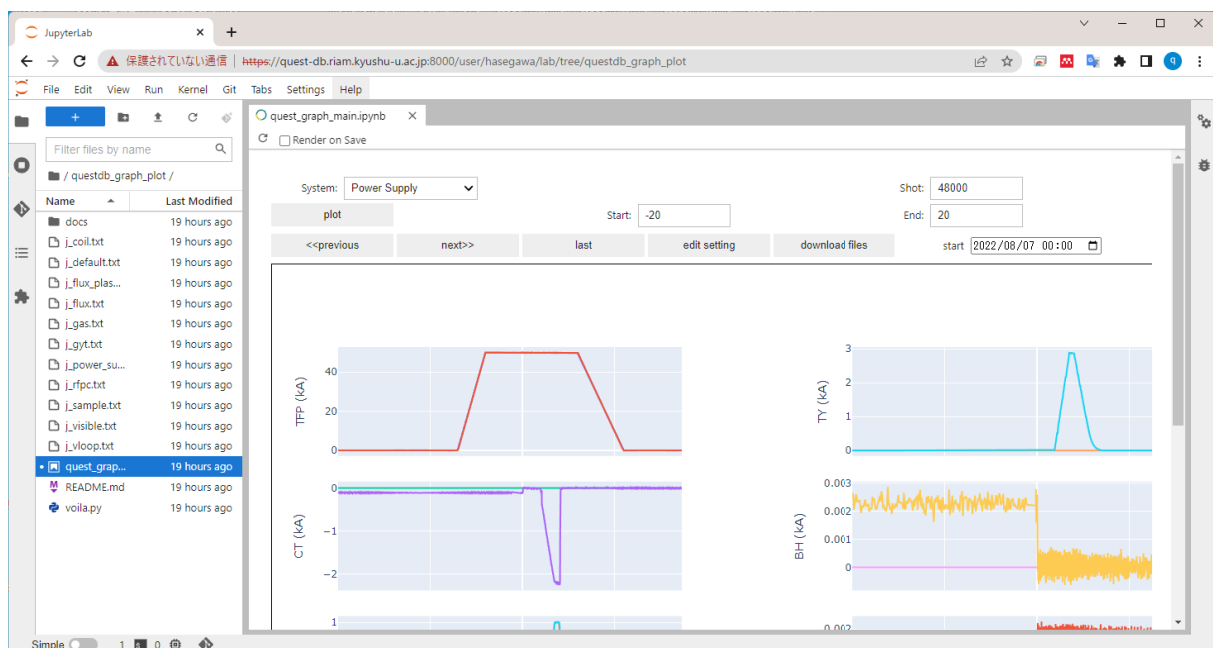 JupyterLab
保護されていない通信 | https://quest-db.riam.kyushu-u.ac.jp:8000/user/hasegawa/lab/tree/questdb_graph_plot
q
File Edit View Run Kernel Git Tabs Settings Help
quest_graph_main.ipynb
Render on Save
Filter files by name
/ questdb_graph_plot /
Name Last Modified
docs 19 hours ago
j_coil.txt 19 hours ago
j_default.txt 19 hours ago
j_flux_plas... 19 hours ago
j_flux.txt 19 hours ago
j_gas.txt 19 hours ago
j_gyt.txt 19 hours ago
j_power_su... 19 hours ago
j_rfpc.txt 19 hours ago
j_sample.txt 19 hours ago
j_visible.txt 19 hours ago
j_vloop.txt 19 hours ago
quest_grap... 19 hours ago
README.md 19 hours ago
voila.py 19 hours ago
System: Power Supply Shot: 48000
plot Start: -20 End: 20
<<previous next>> last edit setting download files start 2022/08/07 00:00
TFP (kA)
40
20
0
TY (kA)
3
2
1
0
CT (kA)
0
−1
−2
BH (kA)
0.003
0.002
0.001
0
1
0.002
Simple 1 0